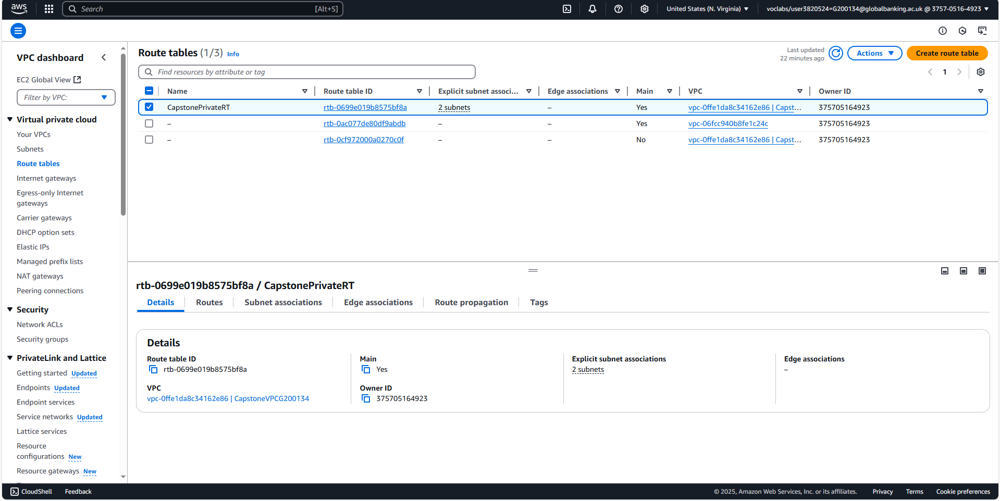 aws
Search
[Alt+S]
United States (N. Virginia)
voclabs/user3820524=G200134@globalbanking.ac.uk @ 3757-0516-4923
VPC dashboard
EC2 Global View
Filter by VPC:
Virtual private cloud
Your VPCs
Subnets
Route tables
Internet gateways
Egress-only Internet
gateways
Carrier gateways
DHCP option sets
Elastic IPs
Managed prefix lists
NAT gateways
Peering connections
Security
Network ACLs
Security groups
PrivateLink and Lattice
Getting started Updated
Endpoints Updated
Endpoint services
Service networks Updated
Lattice services
Resource
configurations New
Resource gateways New
Route tables (1/3) Info
Last updated
22 minutes ago
Actions
Create route table
Find resources by attribute or tag
1
Name Route table ID Explicit subnet associ... Edge associations Main VPC Owner ID
CapstonePrivateRT rtb-0699e019b8575bf8a 2 subnets – Yes vpc-0ffe1da8c34162e86 | Capst... 375705164923
– rtb-0ac077de80df9abdb – – Yes vpc-06fcc940b8fe1c24c 375705164923
– rtb-0cf972000a0270c0f – – No vpc-0ffe1da8c34162e86 | Capst... 375705164923
rtb-0699e019b8575bf8a / CapstonePrivateRT
Details Routes Subnet associations Edge associations Route propagation Tags
Details
Route table ID
rtb-0699e019b8575bf8a
VPC
vpc-0ffe1da8c34162e86 | CapstoneVPCG200134
Main
Yes
Owner ID
375705164923
Explicit subnet associations
2 subnets
Edge associations
–
CloudShell Feedback
© 2025, Amazon Web Services, Inc. or its affiliates. Privacy Terms Cookie preferences